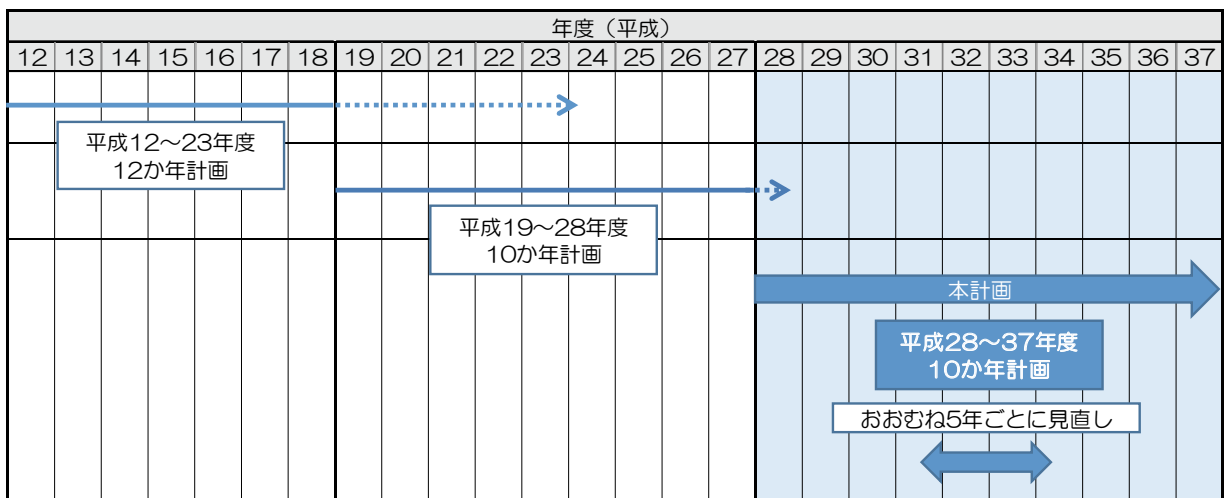 年度（平成）
12 13 14 15 16 17 18 19 20 21 22 23 24 25 26 27 28 29 30 31 32 33 34 35 36 37
平成12～23年度
12か年計画
平成19～28年度
10か年計画
本計画
平成28～37年度
10か年計画
おおむね5年ごとに見直し